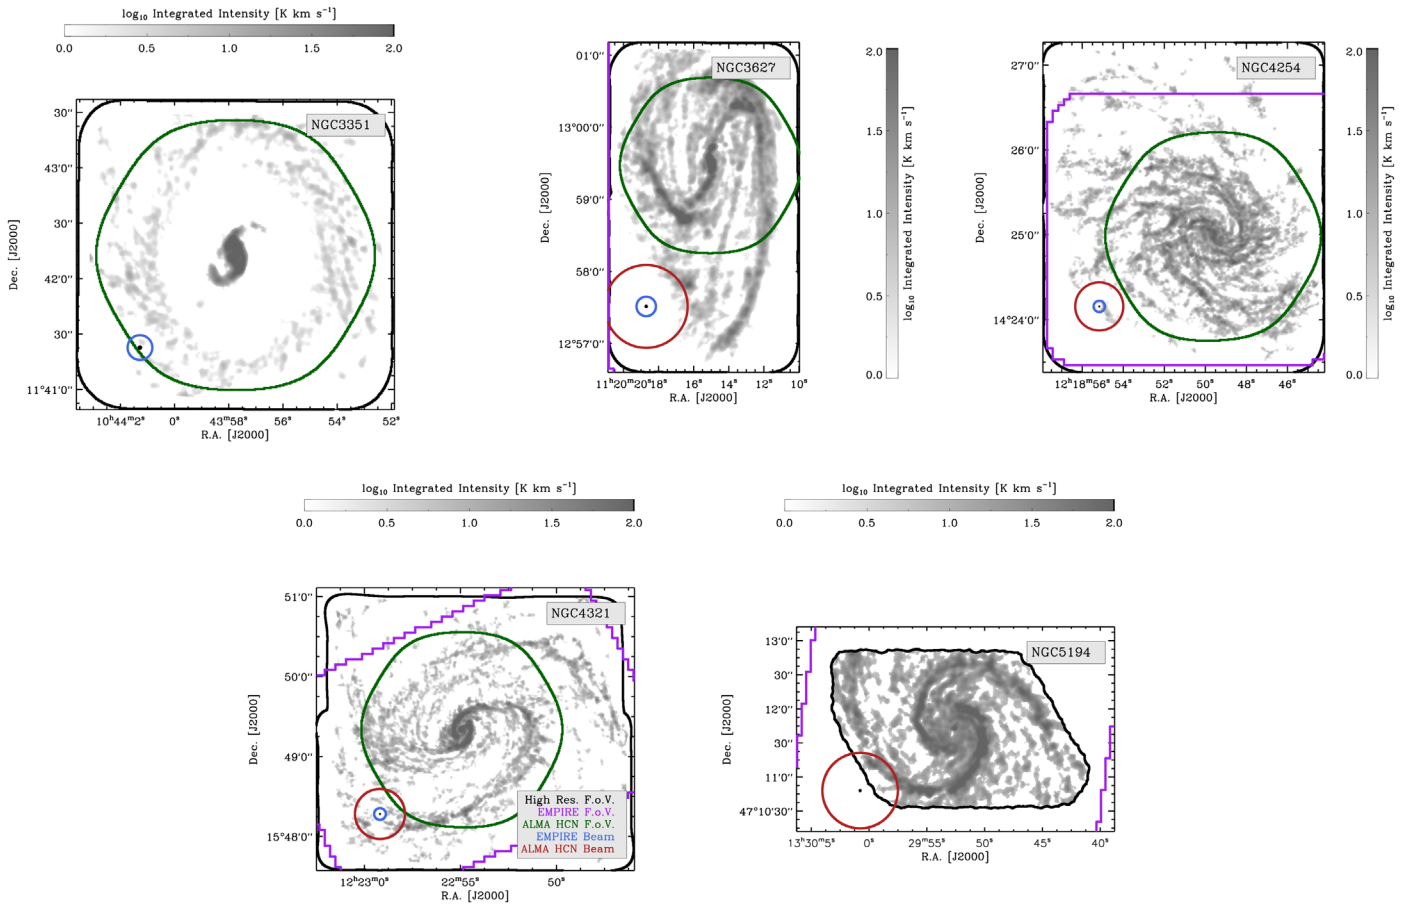 log₁₀ Integrated Intensity [K km s⁻¹]
0.0 0.5 1.0 1.5 2.0
NGC3351
30′′
43′0′′
30′′
42′0′′
30′′
11°41′0′′
Dec. [J2000]
10ʰ44ᵐ2ˢ 0ˢ 43ᵐ58ˢ 56ˢ 54ˢ 52ˢ
R.A. [J2000]
NGC3627
01′0′′
13°00′0′′
59′0′′
58′0′′
12°57′0′′
Dec. [J2000]
11ʰ20ᵐ20ˢ18ˢ 16ˢ 14ˢ 12ˢ 10ˢ
R.A. [J2000]
2.0
1.5
1.0
0.5
0.0
log₁₀ Integrated Intensity [K km s⁻¹]
NGC4254
27′0′′
26′0′′
25′0′′
14°24′0′′
Dec. [J2000]
12ʰ18ᵐ56ˢ 54ˢ 52ˢ 50ˢ 48ˢ 46ˢ
R.A. [J2000]
2.0
1.5
1.0
0.5
0.0
log₁₀ Integrated Intensity [K km s⁻¹]
log₁₀ Integrated Intensity [K km s⁻¹]
0.0 0.5 1.0 1.5 2.0
NGC4321
51′0′′
50′0′′
49′0′′
15°48′0′′
Dec. [J2000]
High Res. F.o.V.
EMPIRE F.o.V.
ALMA HCN F.o.V.
EMPIRE Beam
ALMA HCN Beam
12ʰ23ᵐ0ˢ 22ᵐ55ˢ 50ˢ
R.A. [J2000]
log₁₀ Integrated Intensity [K km s⁻¹]
0.0 0.5 1.0 1.5 2.0
NGC5194
13′0′′
12′0′′
30′′
11′0′′
47°10′30′′
Dec. [J2000]
13ʰ30ᵐ5ˢ 0ˢ 29ᵐ55ˢ 50ˢ 45ˢ 40ˢ
R.A. [J2000]